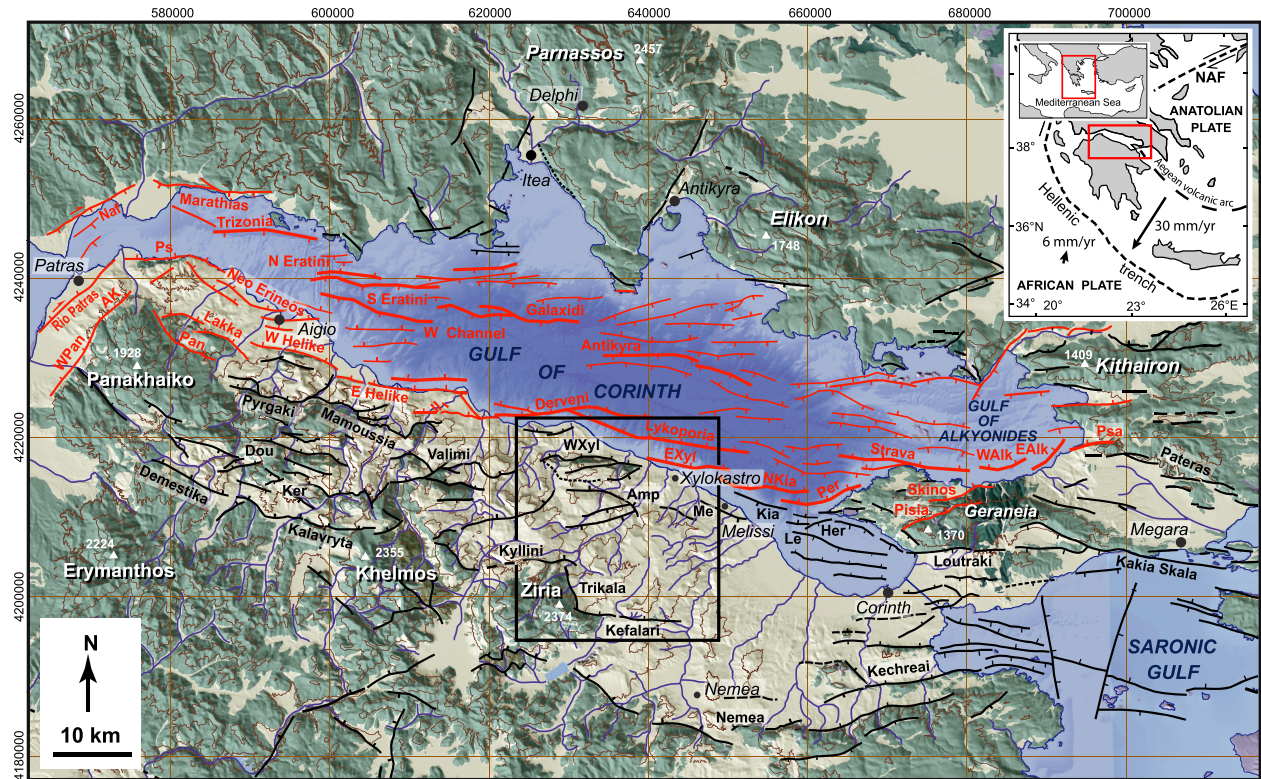 580000 600000 620000 640000 660000 680000 700000
4260000
4240000
4220000
4200000
4180000
Parnassos 2457
Delphi
Itea
Antikyra
Elikon
1748
NAF
ANATOLIAN
PLATE
Mediterranean Sea
38°
Aegean volcanic arc
Hellenic
trench
36°N
30 mm/yr
6 mm/yr
AFRICAN PLATE
34° 20° 23° 26°E
Naf
Marathias
Trizonia
Ps
N Eratini
Patras
Neo Erineos
S Eratini
Galaxidi
Rio Patras
AK
Lakka
Aigio
W Channel
Pan
W Helike
GULF
OF
CORINTH
Antikyra
WPan
1928
Panakhaiko
1409
Kithairon
E Helike
Derveni
GULF
OF
ALKYONIDES
Pyrgaki
Mamoussia
Lykoporia
Psa
Dou
Valimi
WXyl
EXyl
Strava
WAlk
EAlk
Pateras
Demestika
Ker
Amp
Xylokastro
NKia
Per
Skinos
Pisia
Geraneia
Kalavryta
Me
Melissi
Kia
Her
Le
1370
Megara
2224
Erymanthos
2355
Khelmos
Kyllini
Loutraki
Kakia Skala
Ziria
Trikala
2374
Corinth
Kefalari
SARONIC
GULF
Kechreai
Nemea
Nemea
N
10 km